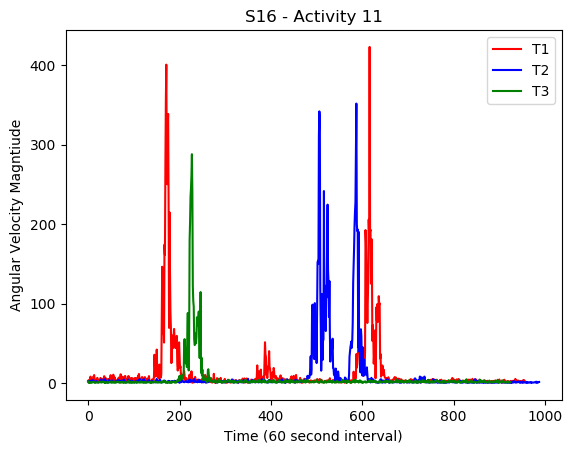 S16 - Activity 11
T1
T2
T3
400
300
200
100
0
Angular Velocity Magntiude
0
200
400
600
800
1000
Time (60 second interval)